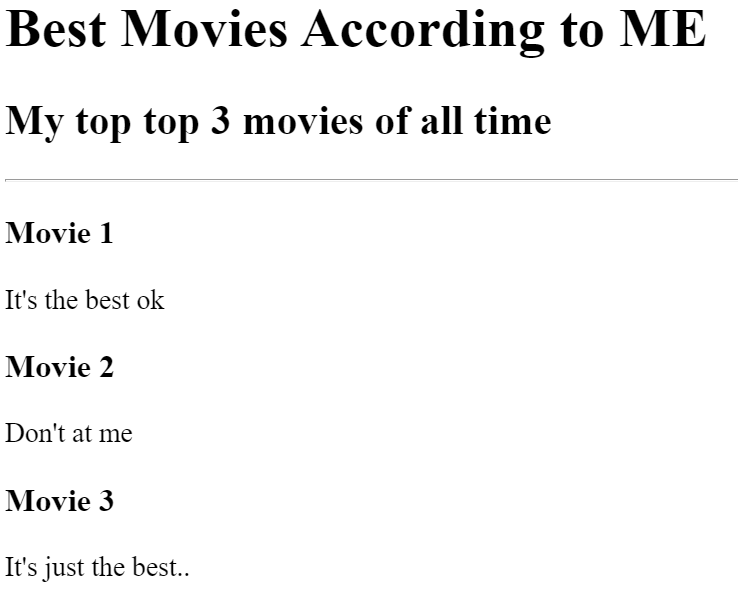 Best Movies According to ME
My top top 3 movies of all time
Movie 1
It's the best ok
Movie 2
Don't at me
Movie 3
It's just the best..